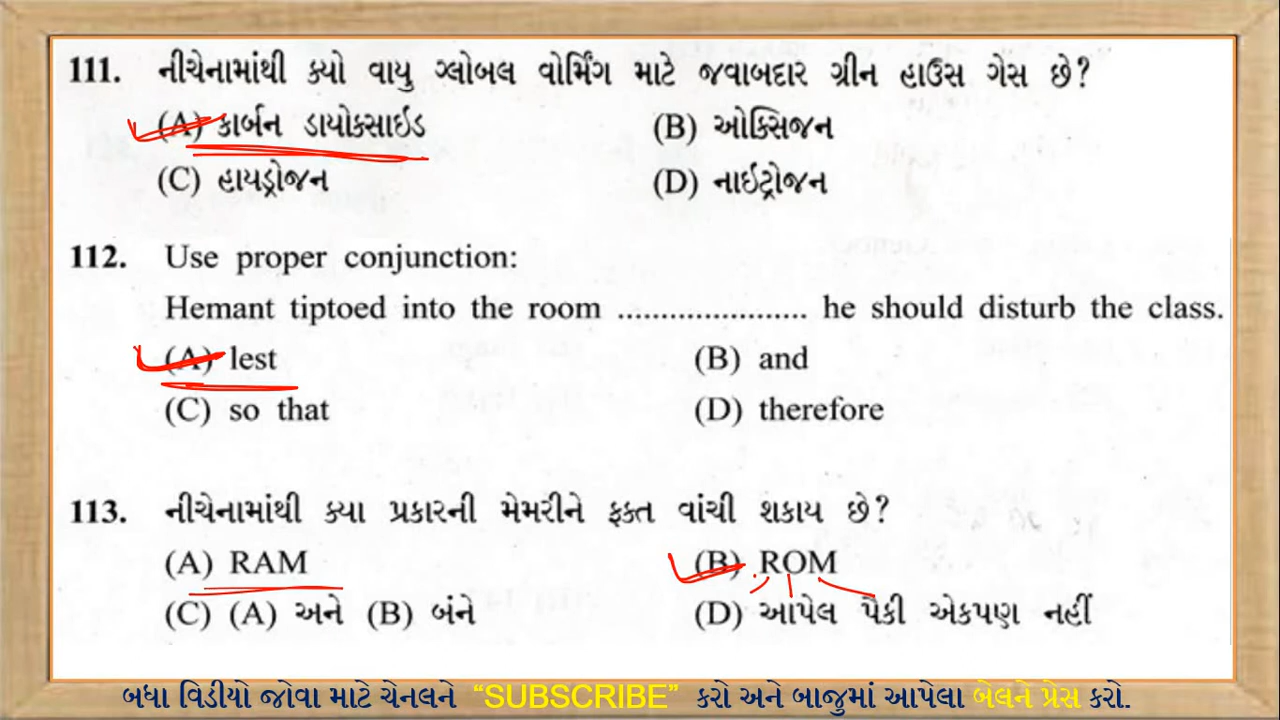 111. નીચેનામાંથી ક્યો વાયુ ગ્લોબલ વોર્મિંગ માટે જવાબદાર ગ્રીન હાઉસ ગેસ છે?
(A) કાર્બન ડાયોક્સાઇડ (B) ઓક્સિજન
(C) હાયડ્રોજન (D) નાઇટ્રોજન
112. Use proper conjunction:
Hemant tiptoed into the room ...................... he should disturb the class.
(A) lest (B) and
(C) so that (D) therefore
113. નીચેનામાંથી ક્યા પ્રકારની મેમરીને ફક્ત વાંચી શકાય છે?
(A) RAM (B) ROM
(C) (A) અને (B) બંને (D) આપેલ પૈકી એકપણ નહીં
બધા વિડીયો જોવા માટે ચેનલને “SUBSCRIBE” કરો અને બાજુમાં આપેલા બેલને પ્રેસ કરો.